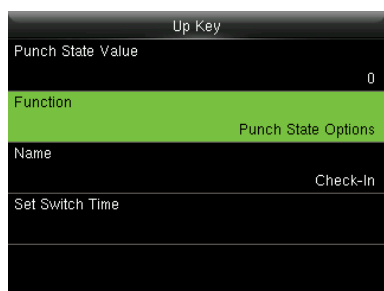 Up Key
Punch State Value
0
Function
Punch State Options
Name
Check-In
Set Switch Time